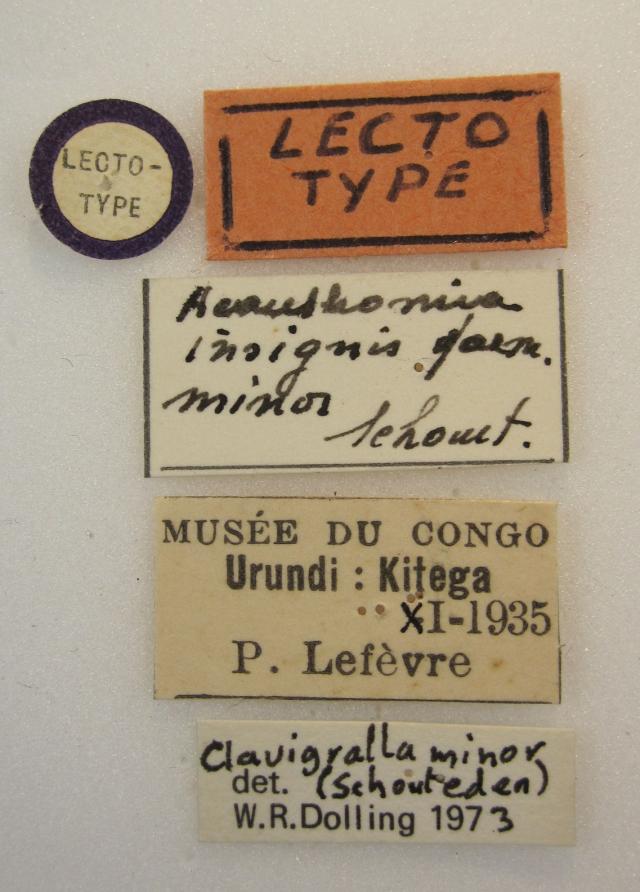 LECTO-
TYPE
LECTO
TYPE
Acanthomia
insignis form.
minor
Schout.
MUSÉE DU CONGO
Urundi : Kitega
XI-1935
P. Lefèvre
Clavigralla minor
det. (Schouteden)
W.R.Dolling 1973